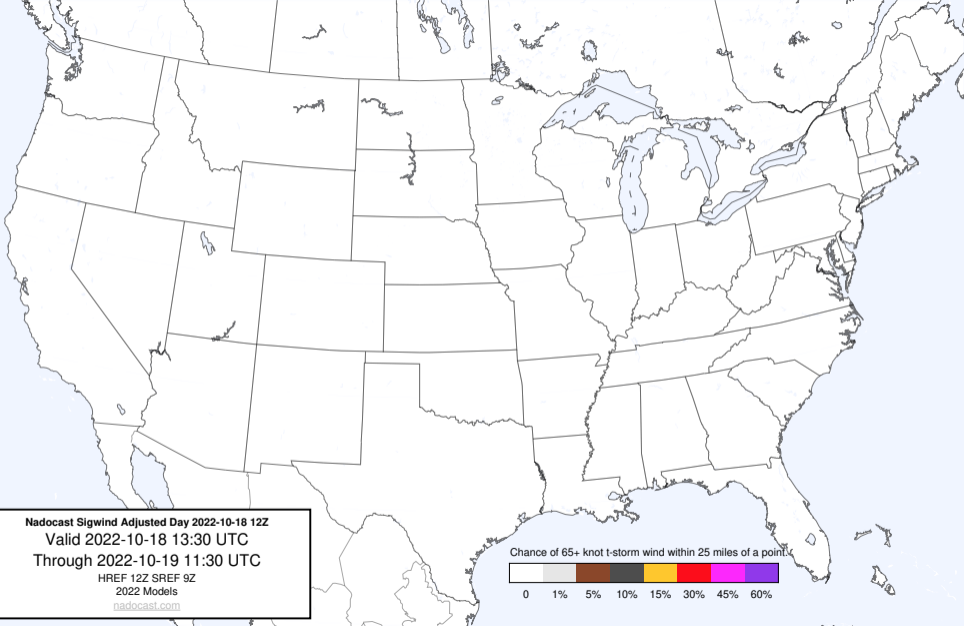 Nadocast Sigwind Adjusted Day 2022-10-18 12Z
Valid 2022-10-18 13:30 UTC
Through 2022-10-19 11:30 UTC
HREF 12Z SREF 9Z
2022 Models
nadocast.com
Chance of 65+ knot t-storm wind within 25 miles of a point.
0 1% 5% 10% 15% 30% 45% 60%